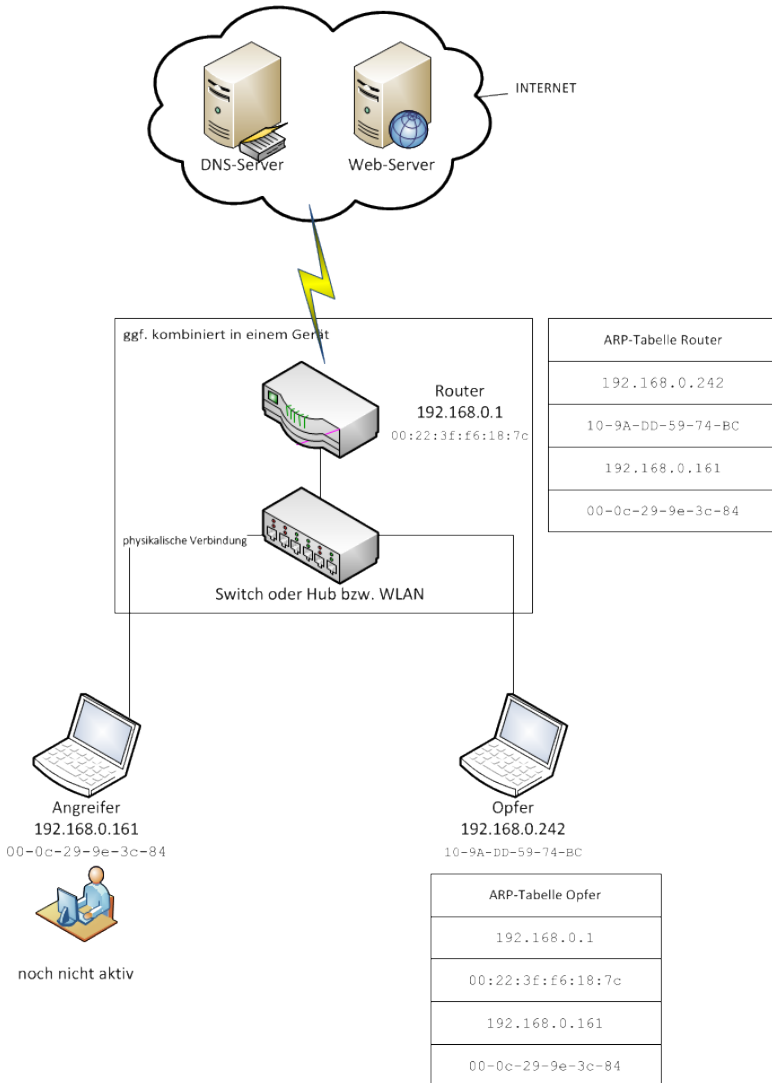 INTERNET
DNS-Server
Web-Server
ggf. kombiniert in einem Gerät
Router
192.168.0.1
00:22:3f:f6:18:7c
physikalische Verbindung
Switch oder Hub bzw. WLAN
ARP-Tabelle Router
192.168.0.242
10-9A-DD-59-74-BC
192.168.0.161
00-0c-29-9e-3c-84
Angreifer
192.168.0.161
00-0c-29-9e-3c-84
noch nicht aktiv
Opfer
192.168.0.242
10-9A-DD-59-74-BC
ARP-Tabelle Opfer
192.168.0.1
00:22:3f:f6:18:7c
192.168.0.161
00-0c-29-9e-3c-84